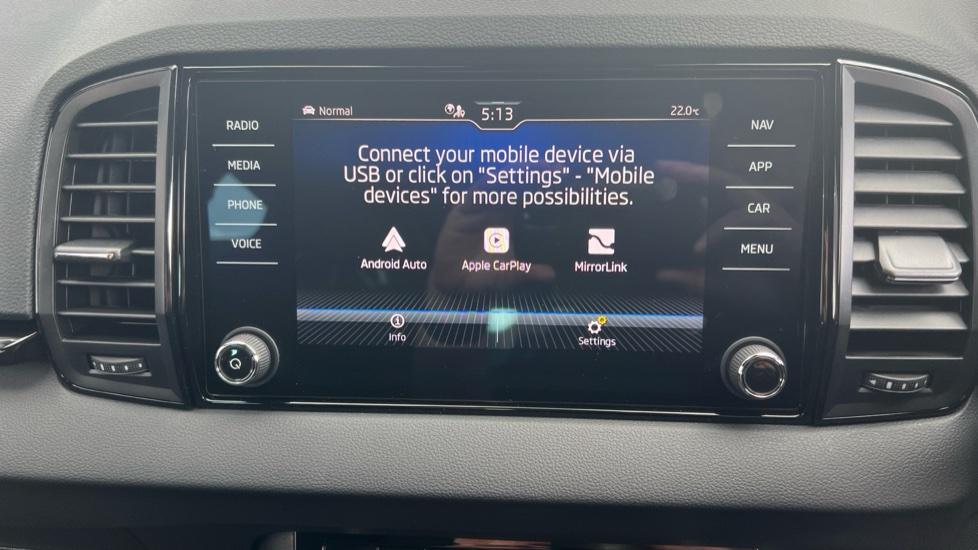 Normal
5:13
22.0°C
RADIO
MEDIA
PHONE
VOICE
Connect your mobile device via
USB or click on "Settings" - "Mobile
devices" for more possibilities.
Android Auto
Apple CarPlay
MirrorLink
Info
Settings
NAV
APP
CAR
MENU